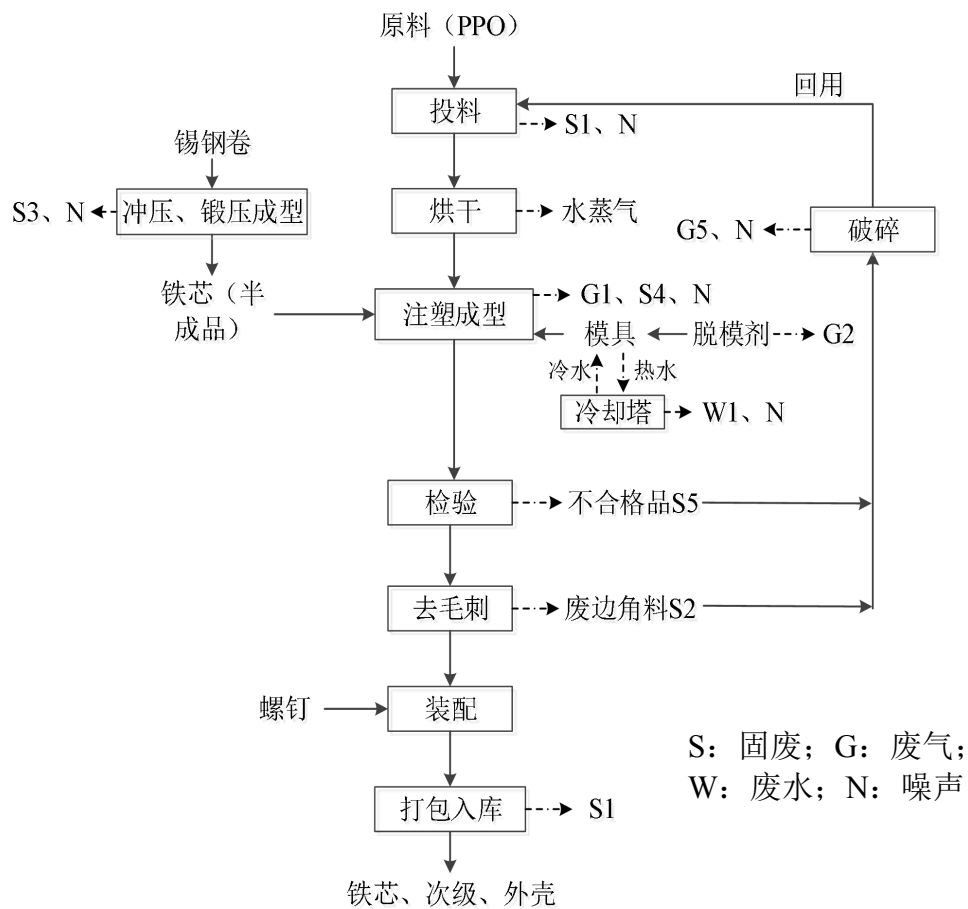 原料（PPO）
回用
投料
S1、N
锡钢卷
S3、N
冲压、锻压成型
烘干
水蒸气
G5、N
破碎
铁芯（半
成品）
注塑成型
G1、S4、N
模具
脱模剂
G2
冷水
热水
冷却塔
W1、N
检验
不合格品S5
去毛刺
废边角料S2
螺钉
装配
S：固废；G：废气；
W：废水；N：噪声
打包入库
S1
铁芯、次级、外壳